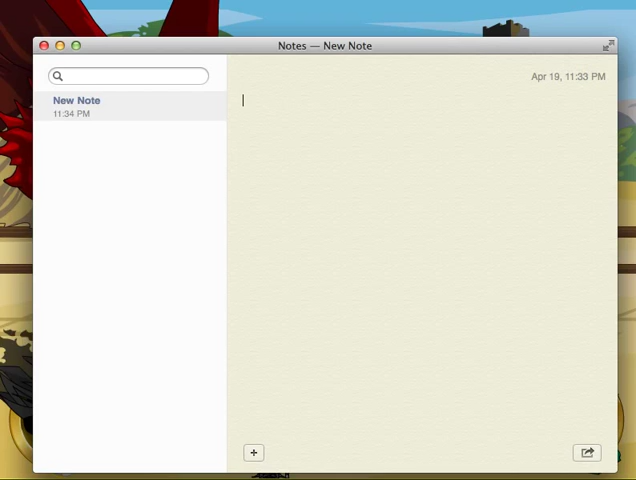 Notes — New Note
Apr 19, 11:33 PM
New Note
11:34 PM